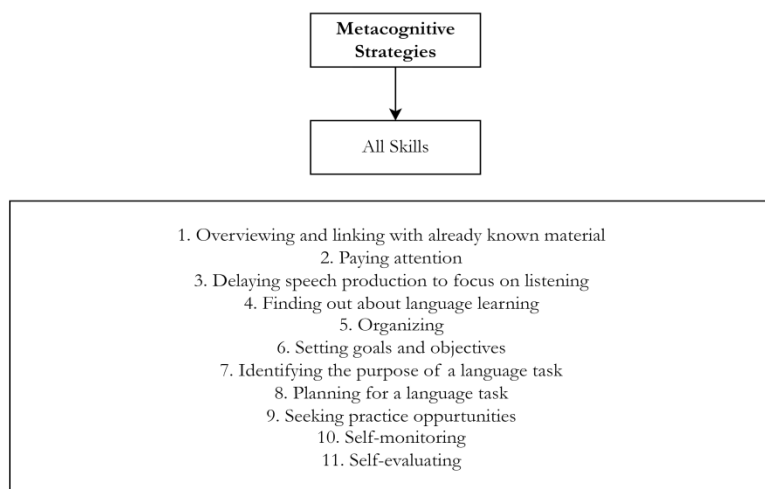 Metacognitive
Strategies
All Skills
1. Overviewing and linking with already known material
2. Paying attention
3. Delaying speech production to focus on listening
4. Finding out about language learning
5. Organizing
6. Setting goals and objectives
7. Identifying the purpose of a language task
8. Planning for a language task
9. Seeking practice oppurtunities
10. Self-monitoring
11. Self-evaluating